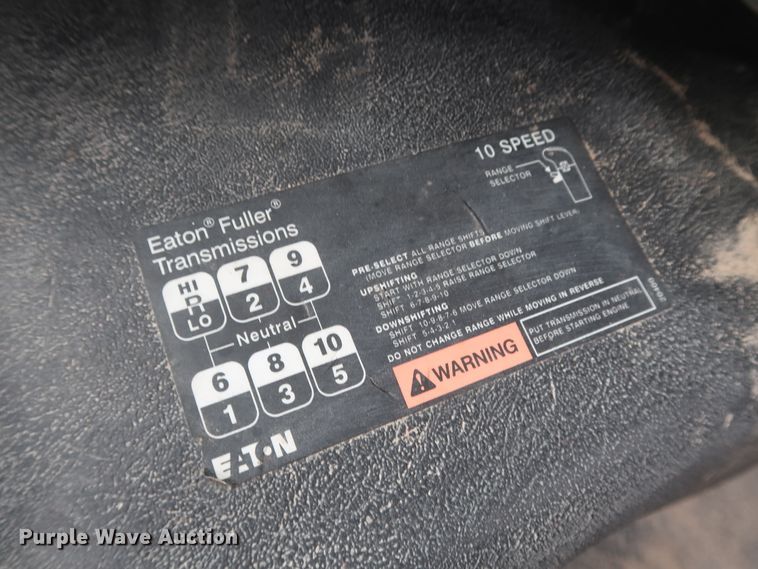 Eaton® Fuller®
Transmissions
HI R LO 7 2 9 4
Neutral
6 1 8 3 10 5
EATON
10 SPEED
RANGE
SELECTOR
PRE-SELECT ALL RANGE SHIFTS
(MOVE RANGE SELECTOR BEFORE MOVING SHIFT LEVER)
UPSHIFTING
START WITH RANGE SELECTOR DOWN
SHIFT 1-2-3-4-5 RAISE RANGE SELECTOR
SHIFT 6-7-8-9-10
DOWNSHIFTING
SHIFT 10-9-8-7-6 MOVE RANGE SELECTOR DOWN
SHIFT 5-4-3-2
DO NOT CHANGE RANGE WHILE MOVING IN REVERSE
WARNING
PUT TRANSMISSION IN NEUTRAL
BEFORE STARTING ENGINE
Purple Wave Auction